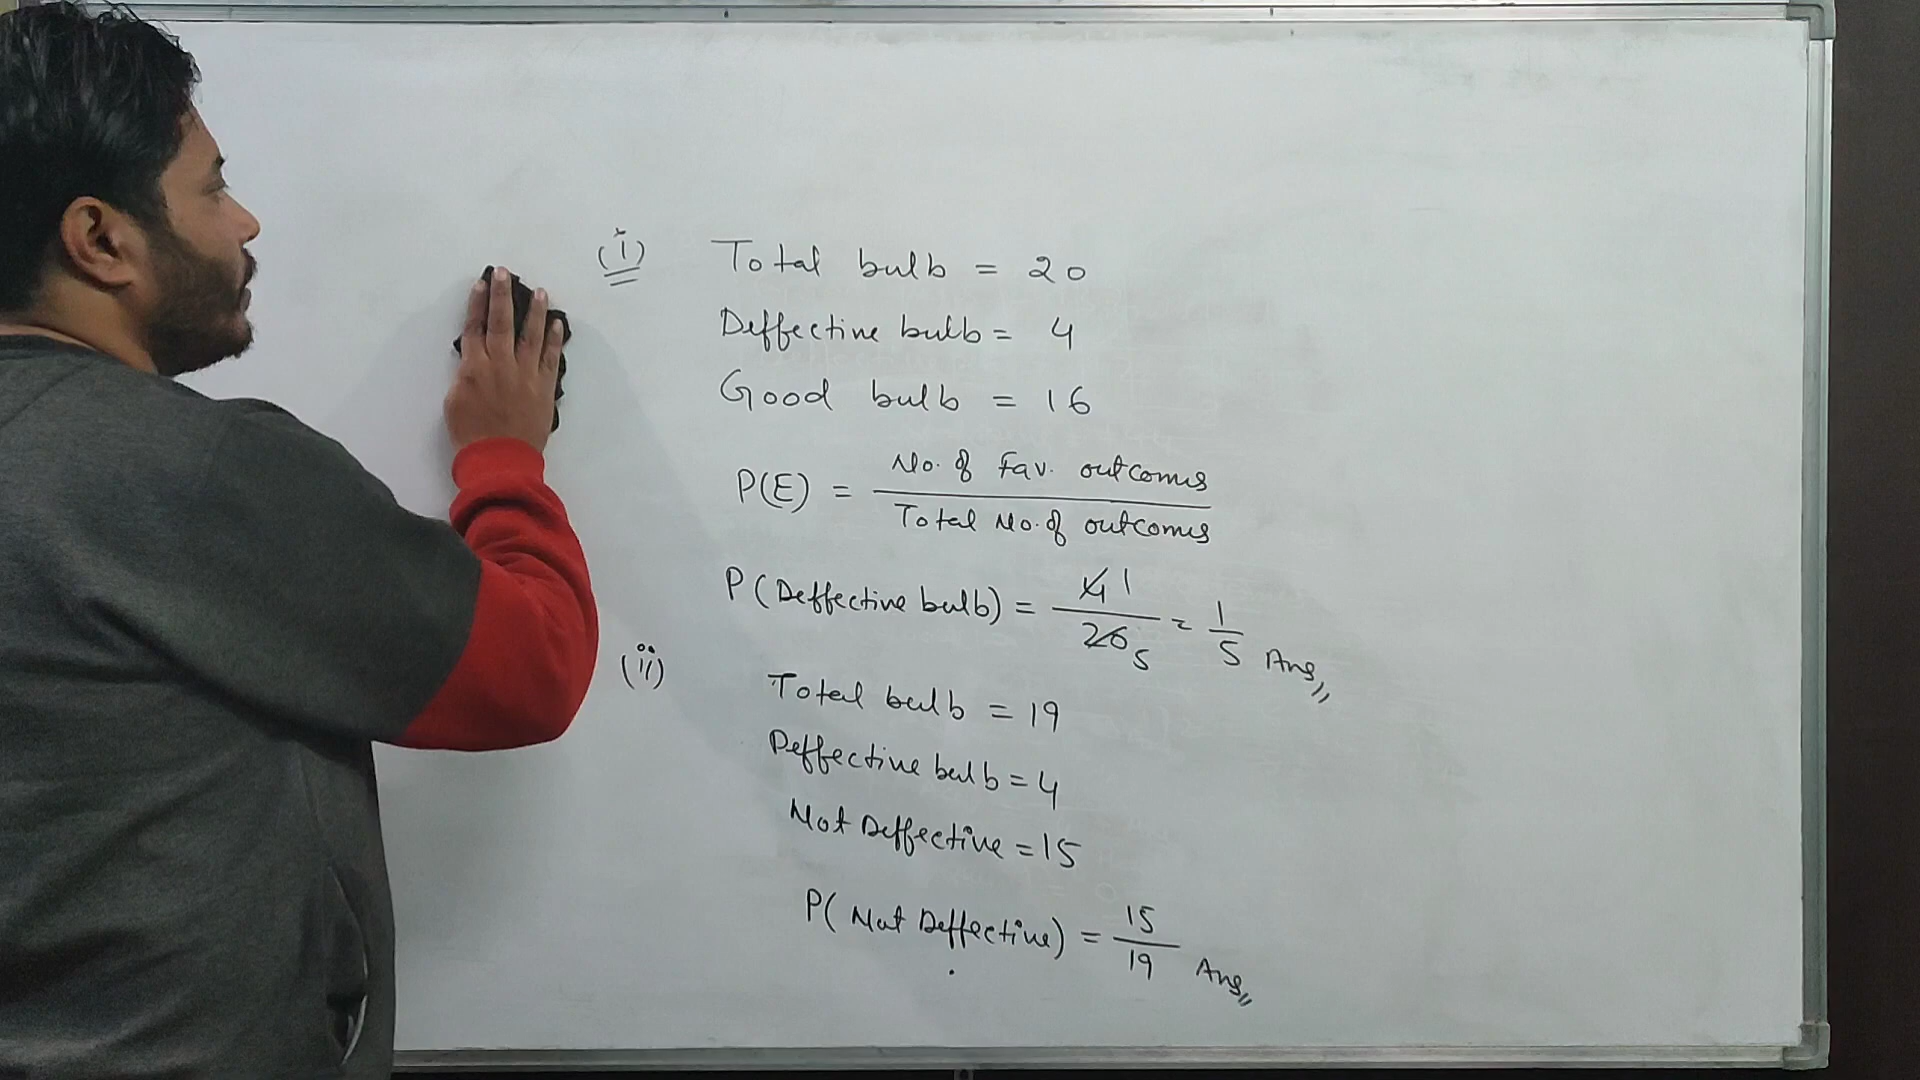 (i) Total bulb = 20
Deffective bulb = 4
Good bulb = 16
P(E) = No. of Fav. outcomes / Total No. of outcomes
P(Deffective bulb) = 4 1 / 20 5 = 1/5 Ans,,
(ii)
Total bulb = 19
Deffective bulb = 4
Not Deffective = 15
P(Not Deffective) = 15/19 Ans,,